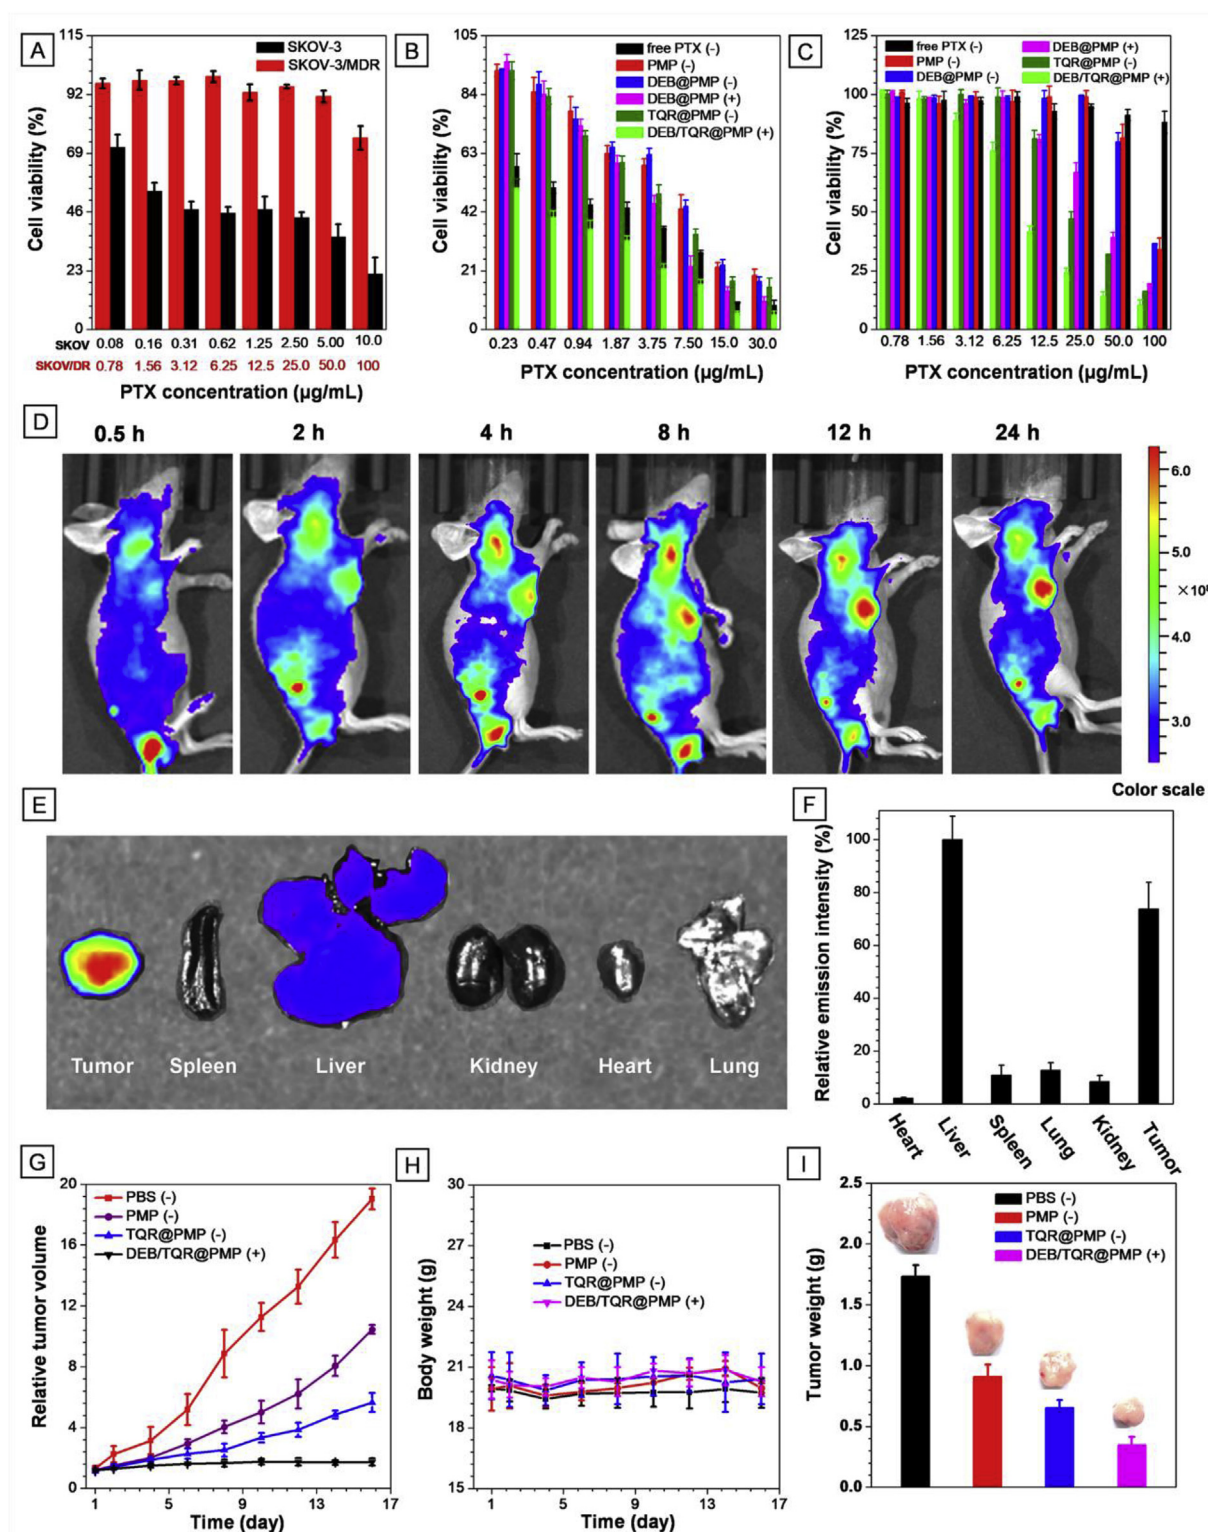 A
115
92
69
46
23
0
Cell viability (%)
SKOV-3
SKOV-3/MDR
SKOV 0.08 0.16 0.31 0.62 1.25 2.50 5.00 10.0
SKOV/DR 0.78 1.56 3.12 6.25 12.5 25.0 50.0 100
PTX concentration (µg/mL)
B
105
84
63
42
21
0
Cell viability (%)
free PTX (-)
PMP (-)
DEB@PMP (-)
DEB@PMP (+)
TQR@PMP (-)
DEB/TQR@PMP (+)
0.23 0.47 0.94 1.87 3.75 7.50 15.0 30.0
PTX concentration (µg/mL)
C
125
100
75
50
25
0
Cell viability (%)
free PTX (-) DEB@PMP (+)
PMP (-) TQR@PMP (-)
DEB@PMP (-) DEB/TQR@PMP (+)
0.78 1.56 3.12 6.25 12.5 25.0 50.0 100
PTX concentration (µg/mL)
D
0.5 h 2 h 4 h 8 h 12 h 24 h
6.0
5.0
4.0
3.0
Color scale
E
Tumor Spleen Liver Kidney Heart Lung
F
100
80
60
40
20
0
Relative emission intensity (%)
Heart Liver Spleen Lung Kidney Tumor
G
20
16
12
8
4
0
Relative tumor volume
PBS (-)
PMP (-)
TQR@PMP (-)
DEB/TQR@PMP (+)
1 5 9 13 17
Time (day)
H
30
27
24
21
18
15
Body weight (g)
PBS (-)
PMP (-)
TQR@PMP (-)
DEB/TQR@PMP (+)
1 5 9 13 17
Time (day)
I
2.5
2.0
1.5
1.0
0.5
0.0
Tumor weight (g)
PBS (-)
PMP (-)
TQR@PMP (-)
DEB/TQR@PMP (+)